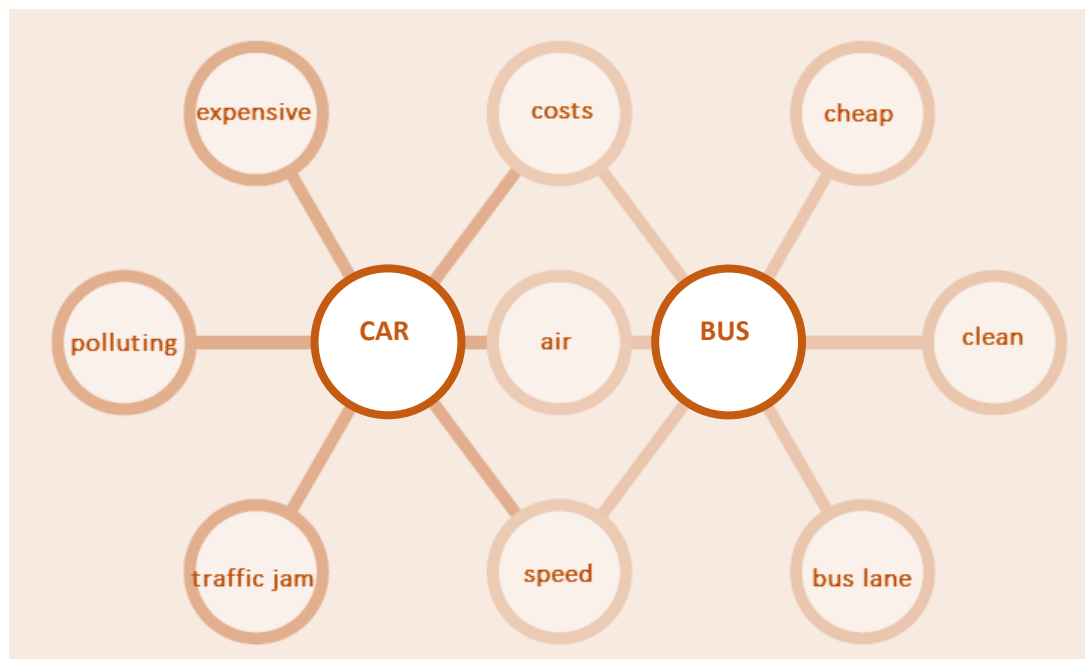 expensive
costs
cheap
polluting
CAR
air
BUS
clean
traffic jam
speed
bus lane